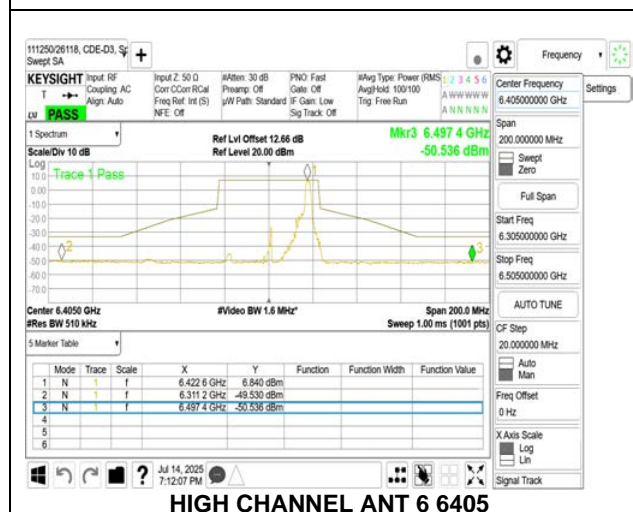 111250/26118, CDE-D3, Sp
Swept SA
Frequency
KEYSIGHT
Input: RF
Coupling: AC
Align: Auto
Input Z: 50 Ω
Corr CCorr RCal
Freq Ref: Int (S)
NFE: Off
#Atten: 30 dB
Preamp: Off
µW Path: Standard
PNO: Fast
Gate: Off
IF Gain: Low
Sig Track: Off
#Avg Type: Power (RMS
Avg|Hold: 100/100
Trig: Free Run
1 2 3 4 5 6
A W W W W W
A N N N N N
PASS
1 Spectrum
Scale/Div 10 dB
Ref Lvl Offset 12.66 dB
Ref Level 20.00 dBm
Mkr3 6.497 4 GHz
-50.536 dBm
Log
Trace 1 Pass
10.0
0.00
-10.0
-20.0
-30.0
-40.0
-50.0
-60.0
-70.0
1
2
3
Center 6.4050 GHz
#Res BW 510 kHz
#Video BW 1.6 MHz*
Span 200.0 MHz
Sweep 1.00 ms (1001 pts)
5 Marker Table
Mode Trace Scale X Y Function Function Width Function Value
1 N 1 f 6.422 6 GHz 6.840 dBm
2 N 1 f 6.311 2 GHz -49.530 dBm
3 N 1 f 6.497 4 GHz -50.536 dBm
4
5
6
Center Frequency
6.405000000 GHz
Settings
Span
200.000000 MHz
Swept
Zero
Full Span
Start Freq
6.305000000 GHz
Stop Freq
6.505000000 GHz
AUTO TUNE
CF Step
20.000000 MHz
Auto
Man
Freq Offset
0 Hz
X Axis Scale
Log
Lin
Signal Track
?
Jul 14, 2025
7:12:07 PM
HIGH CHANNEL ANT 6 6405